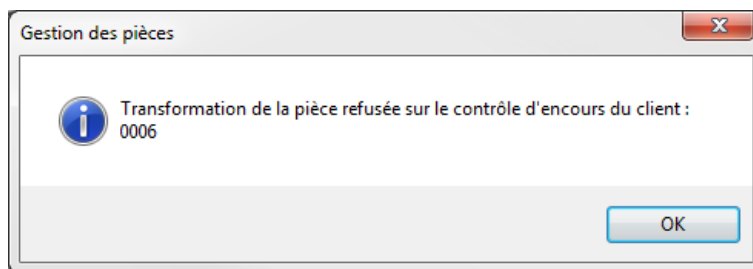 Gestion des pièces
Transformation de la pièce refusée sur le contrôle d'encours du client :
0006
OK